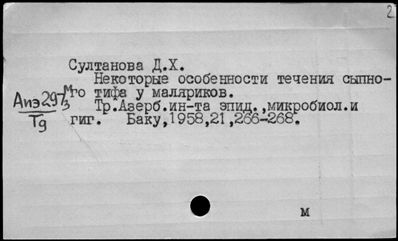 2
Султанова Д.Х.
Некоторые особенности течения сыпно-
го тифа у маляриков.
Тр.Азерб.ин-та эпид.,микробиол.и
гиг. Баку,1958,21,266-268.
Тд
м